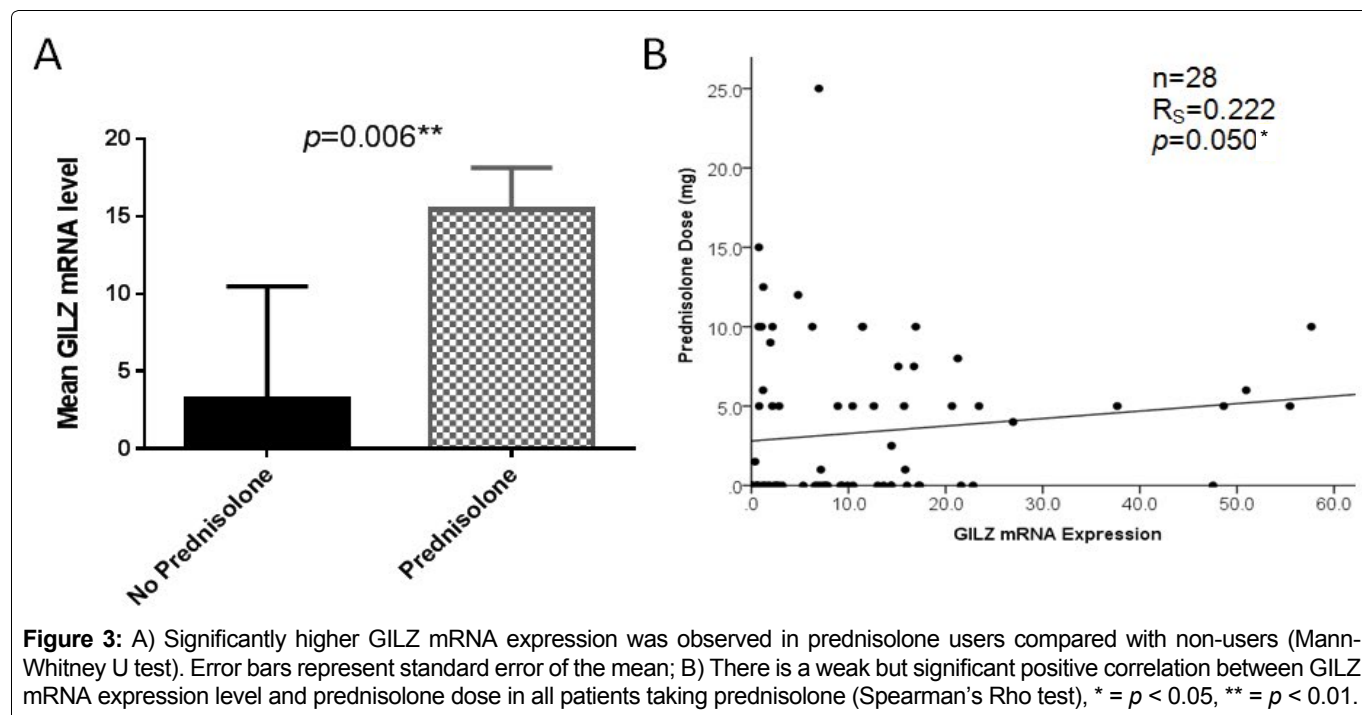 A
p=0.006**
20
15
10
5
0
Mean GILZ mRNA level
No Prednisolone
Prednisolone
B
n=28
RS=0.222
p=0.050*
25.0
20.0
15.0
10.0
5.0
.0
Prednisolone Dose (mg)
.0 10.0 20.0 30.0 40.0 50.0 60.0
GILZ mRNA Expression
Figure 3: A) Significantly higher GILZ mRNA expression was observed in prednisolone users compared with non-users (Mann-
Whitney U test). Error bars represent standard error of the mean; B) There is a weak but significant positive correlation between GILZ
mRNA expression level and prednisolone dose in all patients taking prednisolone (Spearman's Rho test), * = p < 0.05, ** = p < 0.01.